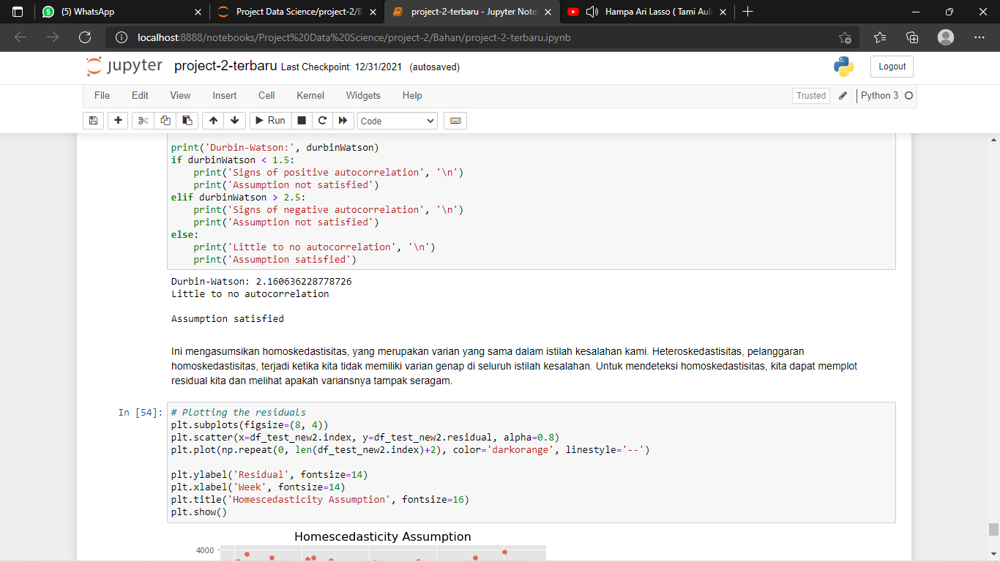 (5) WhatsApp
Project Data Science/project-2/B
project-2-terbaru - Jupyter Note
Hampa Ari Lasso ( Tami Auli
localhost:8888/notebooks/Project%20Data%20Science/project-2/Bahan/project-2-terbaru.ipynb
jupyter project-2-terbaru Last Checkpoint: 12/31/2021 (autosaved)
Logout
File Edit View Insert Cell Kernel Widgets Help
Trusted Python 3
Run Code
print('Durbin-Watson:', durbinWatson)
if durbinWatson < 1.5:
    print('Signs of positive autocorrelation', '\n')
    print('Assumption not satisfied')
elif durbinWatson > 2.5:
    print('Signs of negative autocorrelation', '\n')
    print('Assumption not satisfied')
else:
    print('Little to no autocorrelation', '\n')
    print('Assumption satisfied')
Durbin-Watson: 2.160636228778726
Little to no autocorrelation
Assumption satisfied
Ini mengasumsikan homoskedastisitas, yang merupakan varian yang sama dalam istilah kesalahan kami. Heteroskedastisitas, pelanggaran
homoskedastisitas, terjadi ketika kita tidak memiliki varian genap di seluruh istilah kesalahan. Untuk mendeteksi homoskedastisitas, kita dapat memplot
residual kita dan melihat apakah variansnya tampak seragam.
In [54]: # Plotting the residuals
plt.subplots(figsize=(8, 4))
plt.scatter(x=df_test_new2.index, y=df_test_new2.residual, alpha=0.8)
plt.plot(np.repeat(0, len(df_test_new2.index)+2), color='darkorange', linestyle='--')
plt.ylabel('Residual', fontsize=14)
plt.xlabel('Week', fontsize=14)
plt.title('Homescedasticity Assumption', fontsize=16)
plt.show()
Homescedasticity Assumption
4000